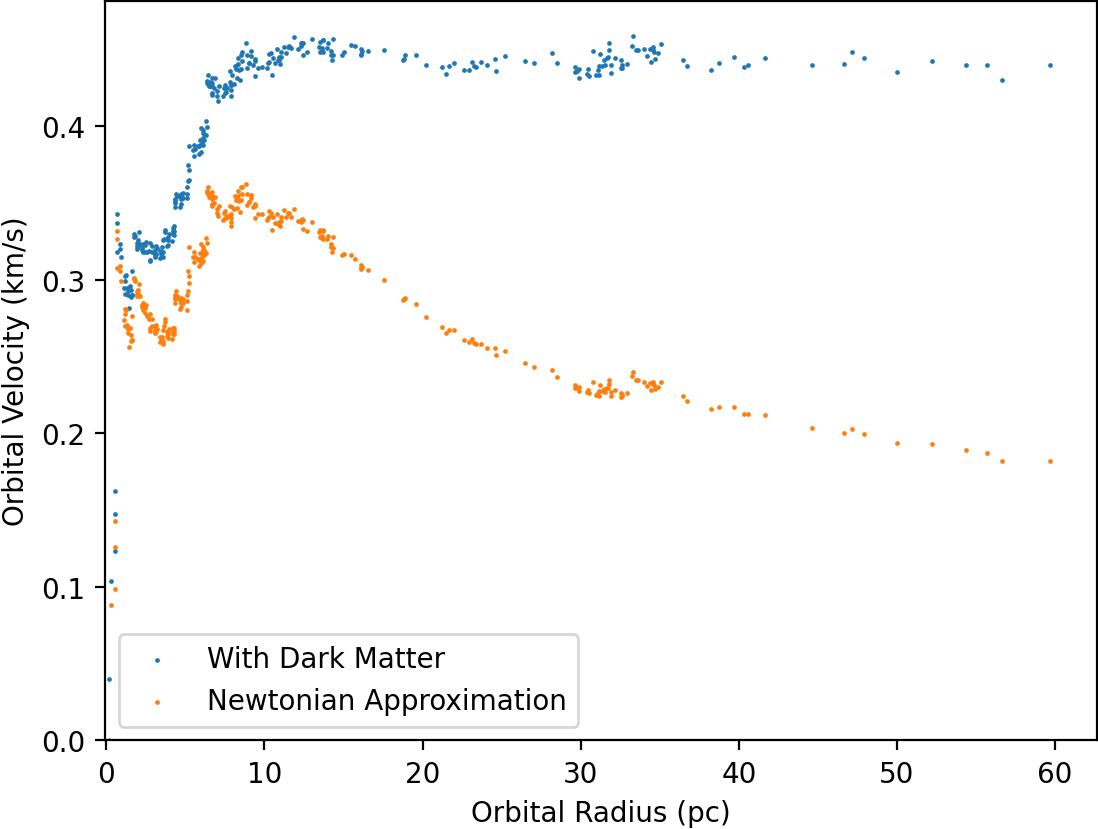 Orbital Velocity (km/s)
0.4
0.3
0.2
0.1
0.0
With Dark Matter
Newtonian Approximation
0 10 20 30 40 50 60
Orbital Radius (pc)